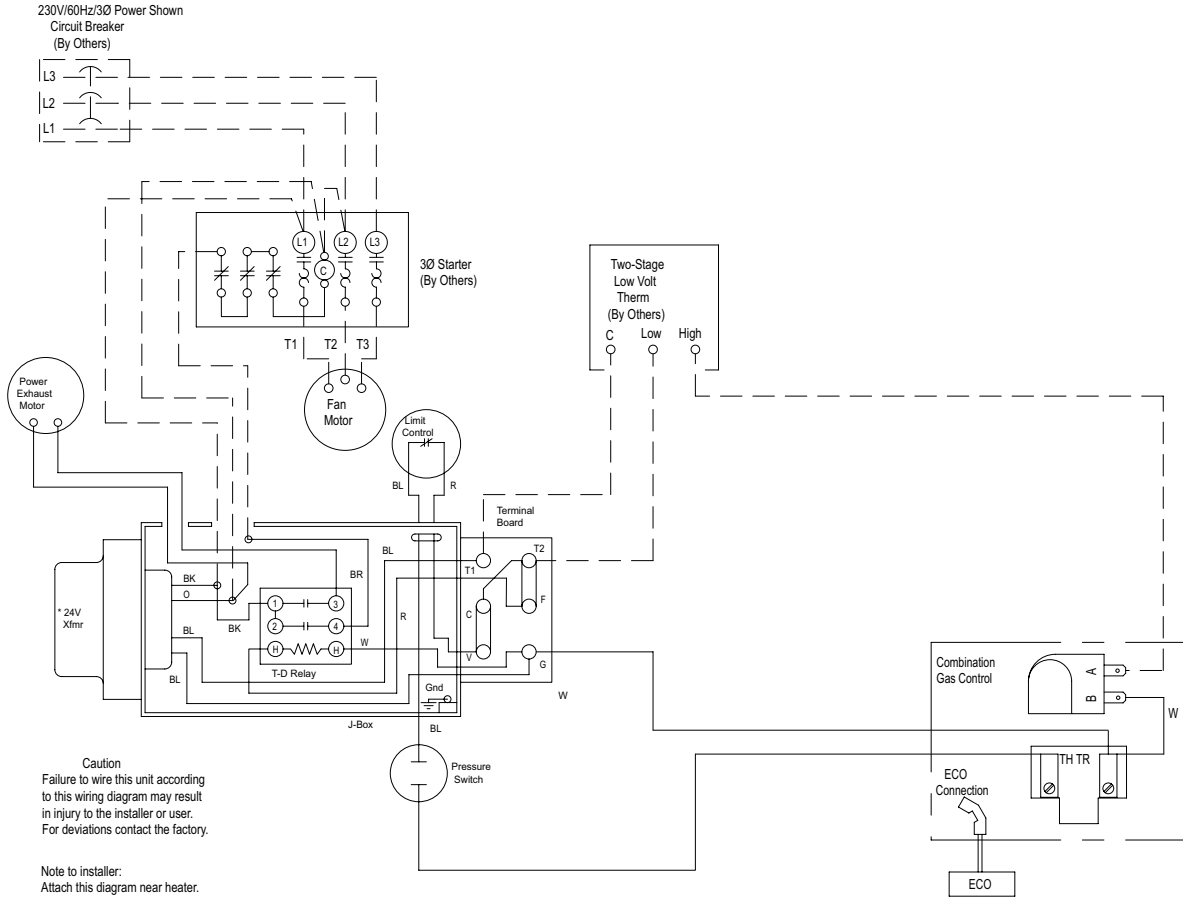 230V/60Hz/3Ø Power Shown
Circuit Breaker
(By Others)
L3
L2
L1
L1
L2
L3
C
3Ø Starter
(By Others)
T1
T2
T3
Fan
Motor
Power
Exhaust
Motor
Limit
Control
BL
R
Two-Stage
Low Volt
Therm
(By Others)
C
Low
High
Terminal
Board
* 24V
Xfmr
BK
O
BL
BL
BK
1
3
2
4
H
H
T-D Relay
BR
W
R
BL
T1
T2
C
F
V
G
Gnd
J-Box
BL
W
Pressure
Switch
Combination
Gas Control
A
B
W
TH TR
ECO
Connection
ECO
Caution
Failure to wire this unit according
to this wiring diagram may result
in injury to the installer or user.
For deviations contact the factory.
Note to installer:
Attach this diagram near heater.